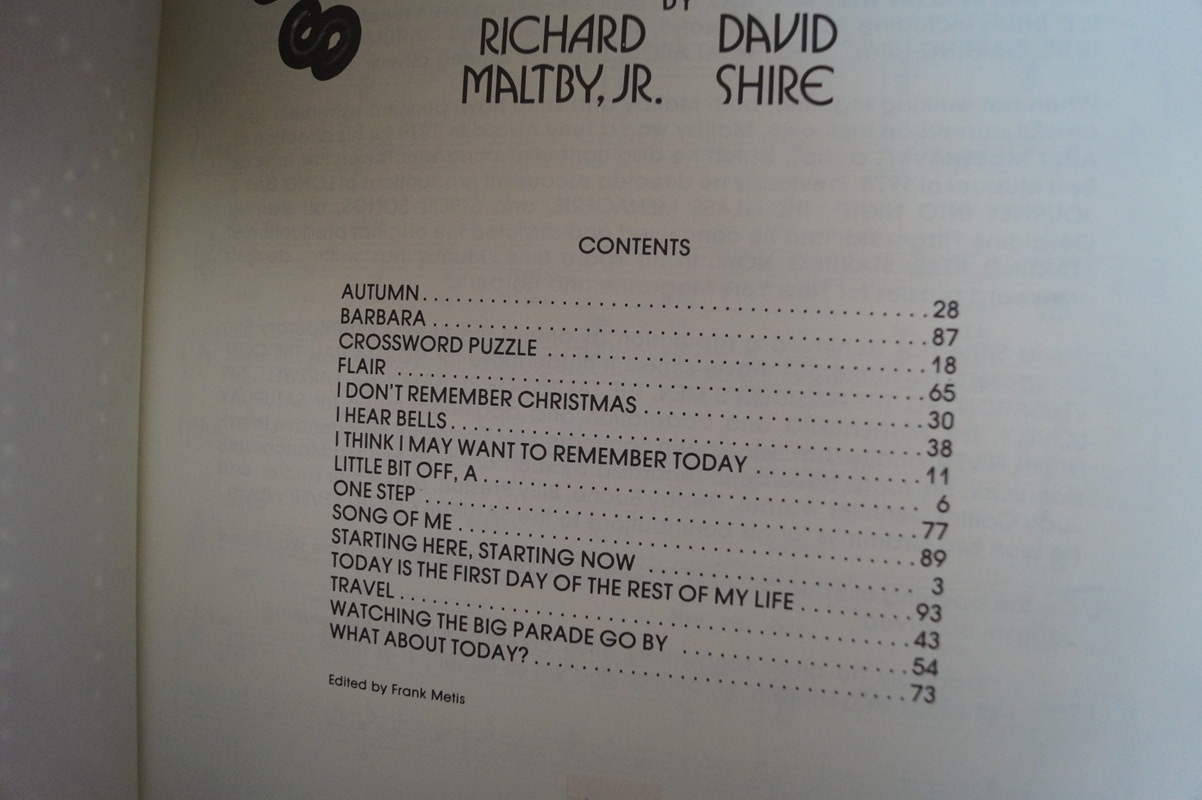 BY
RICHARD DAVID
MALTBY, JR. SHIRE
CONTENTS
AUTUMN. . . . . . . . . . . . . . . . . . . . . . . . . . . . . . . . . . . . . . . . . . 28
BARBARA . . . . . . . . . . . . . . . . . . . . . . . . . . . . . . . . . . . . . . . . 87
CROSSWORD PUZZLE . . . . . . . . . . . . . . . . . . . . . . . . . . . . . . 18
FLAIR . . . . . . . . . . . . . . . . . . . . . . . . . . . . . . . . . . . . . . . . . . . 65
I DON'T REMEMBER CHRISTMAS . . . . . . . . . . . . . . . . . . . . . . 30
I HEAR BELLS. . . . . . . . . . . . . . . . . . . . . . . . . . . . . . . . . . . . . 38
I THINK I MAY WANT TO REMEMBER TODAY . . . . . . . . . . . . . 11
LITTLE BIT OFF, A . . . . . . . . . . . . . . . . . . . . . . . . . . . . . . . . . . 6
ONE STEP . . . . . . . . . . . . . . . . . . . . . . . . . . . . . . . . . . . . . . . 77
SONG OF ME . . . . . . . . . . . . . . . . . . . . . . . . . . . . . . . . . . . . 89
STARTING HERE, STARTING NOW . . . . . . . . . . . . . . . . . . . . . 3
TODAY IS THE FIRST DAY OF THE REST OF MY LIFE . . . . . . . . 93
TRAVEL . . . . . . . . . . . . . . . . . . . . . . . . . . . . . . . . . . . . . . . . . 43
WATCHING THE BIG PARADE GO BY . . . . . . . . . . . . . . . . . . 54
WHAT ABOUT TODAY? . . . . . . . . . . . . . . . . . . . . . . . . . . . . . 73
Edited by Frank Metis